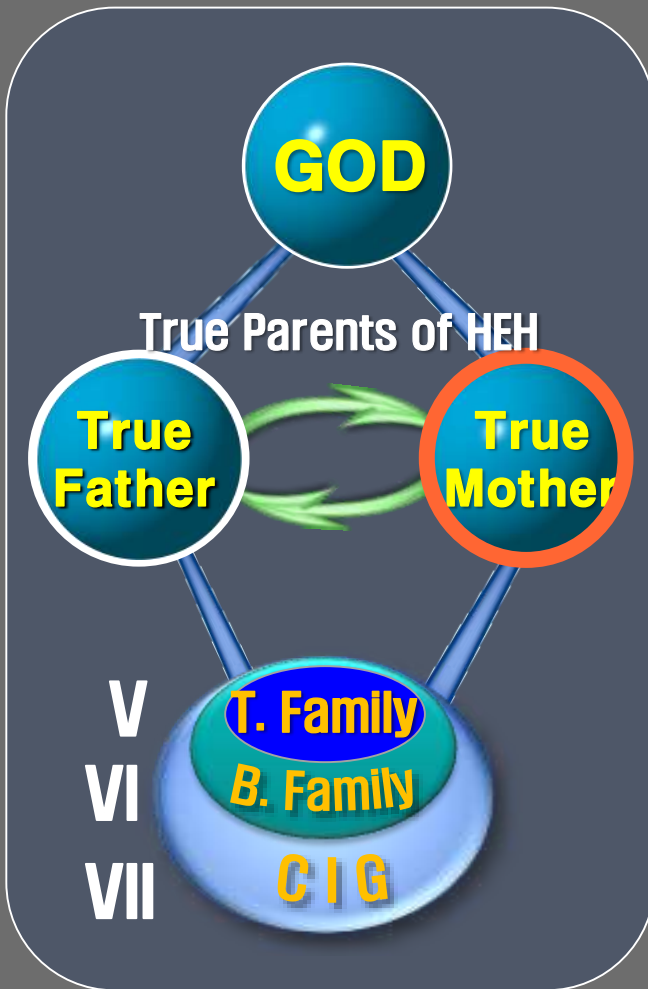 GOD
True Parents of HEH
True
Father
True
Mother
V
T. Family
VI
B. Family
VII
C I G